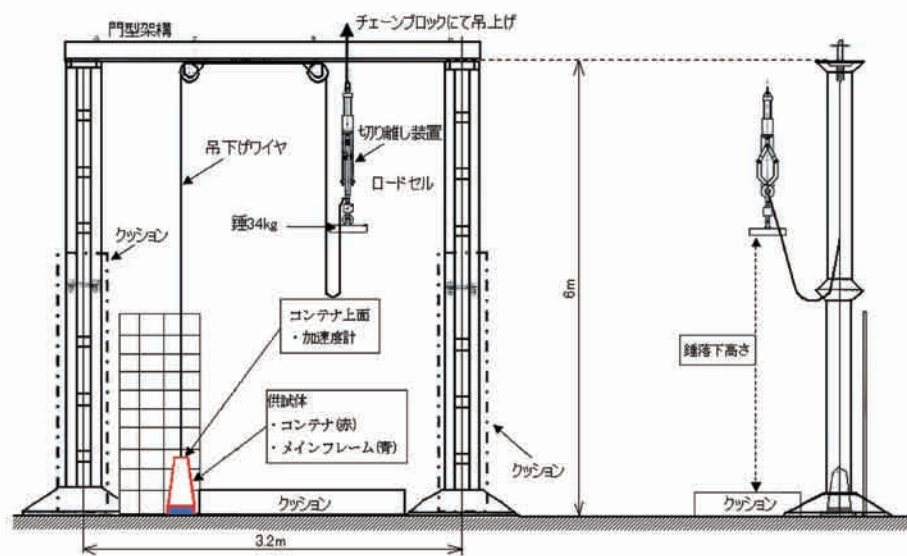 門型架構
チェーンブロックにて吊上げ
吊下げワイヤ
切り離し装置
ロードセル
錘34kg
クッション
コンテナ上面
・加速度計
供試体
・コンテナ(赤)
・メインフレーム(青)
クッション
クッション
3.2m
6m
錘落下高さ
クッション